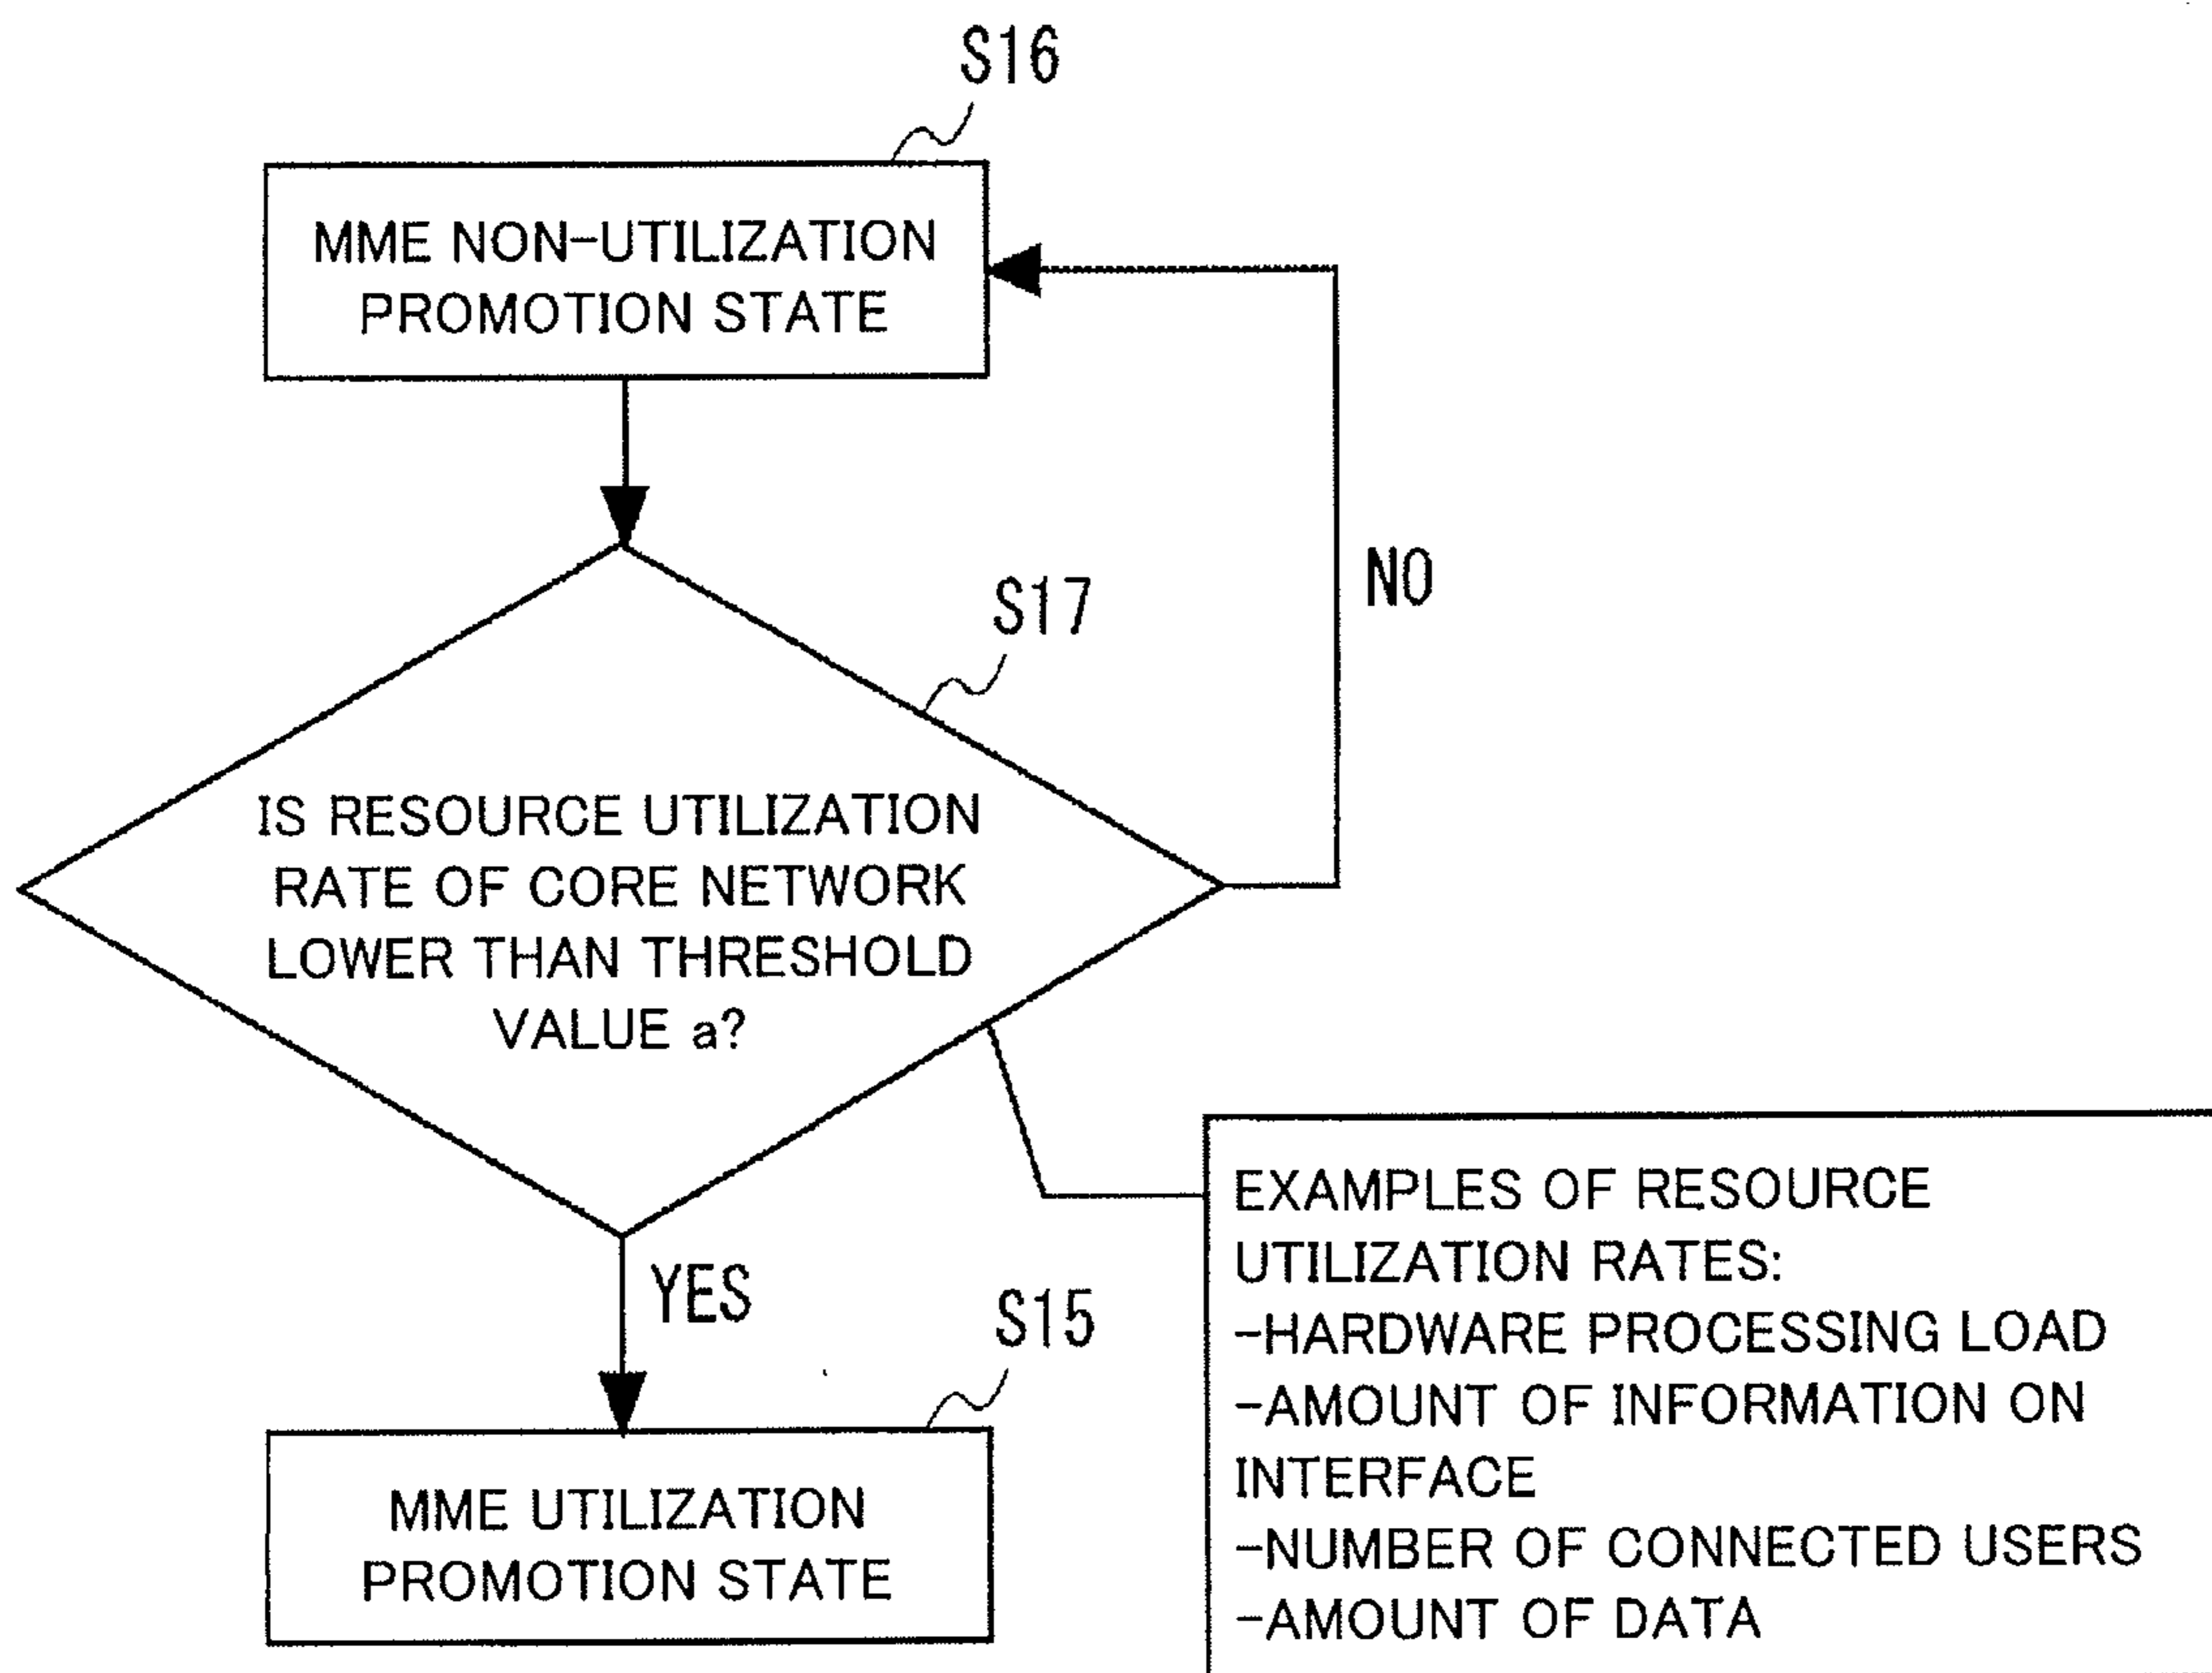 S16
MME NON-UTILIZATION
PROMOTION STATE
NO
S17
IS RESOURCE UTILIZATION
RATE OF CORE NETWORK
LOWER THAN THRESHOLD
VALUE a?
YES
S15
MME UTILIZATION
PROMOTION STATE
EXAMPLES OF RESOURCE
UTILIZATION RATES:
-HARDWARE PROCESSING LOAD
-AMOUNT OF INFORMATION ON
INTERFACE
-NUMBER OF CONNECTED USERS
-AMOUNT OF DATA